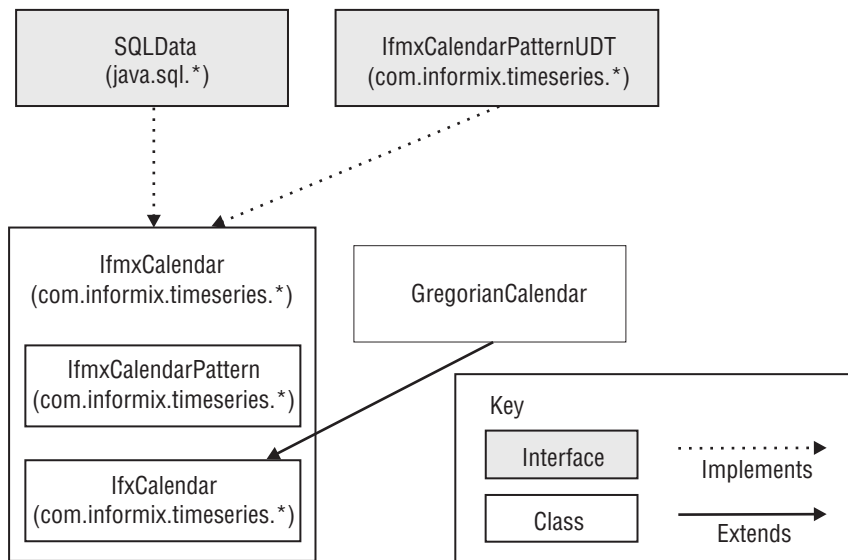 SQLData
(java.sql.*)
IfmxCalendarPatternUDT
(com.informix.timeseries.*)
IfmxCalendar
(com.informix.timeseries.*)
GregorianCalendar
IfmxCalendarPattern
(com.informix.timeseries.*)
IfxCalendar
(com.informix.timeseries.*)
Key
Interface
Implements
Class
Extends